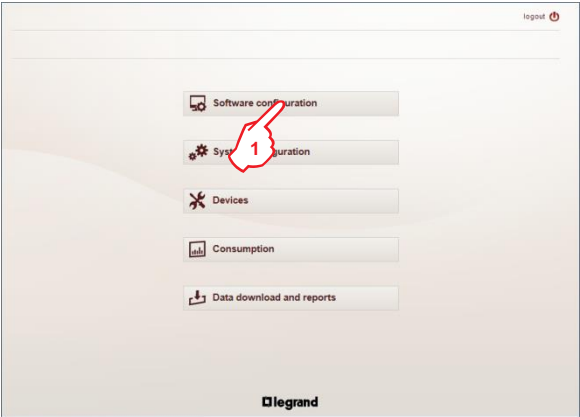 logout
Software configuration
1
Devices
Consumption
Data download and reports
legrand